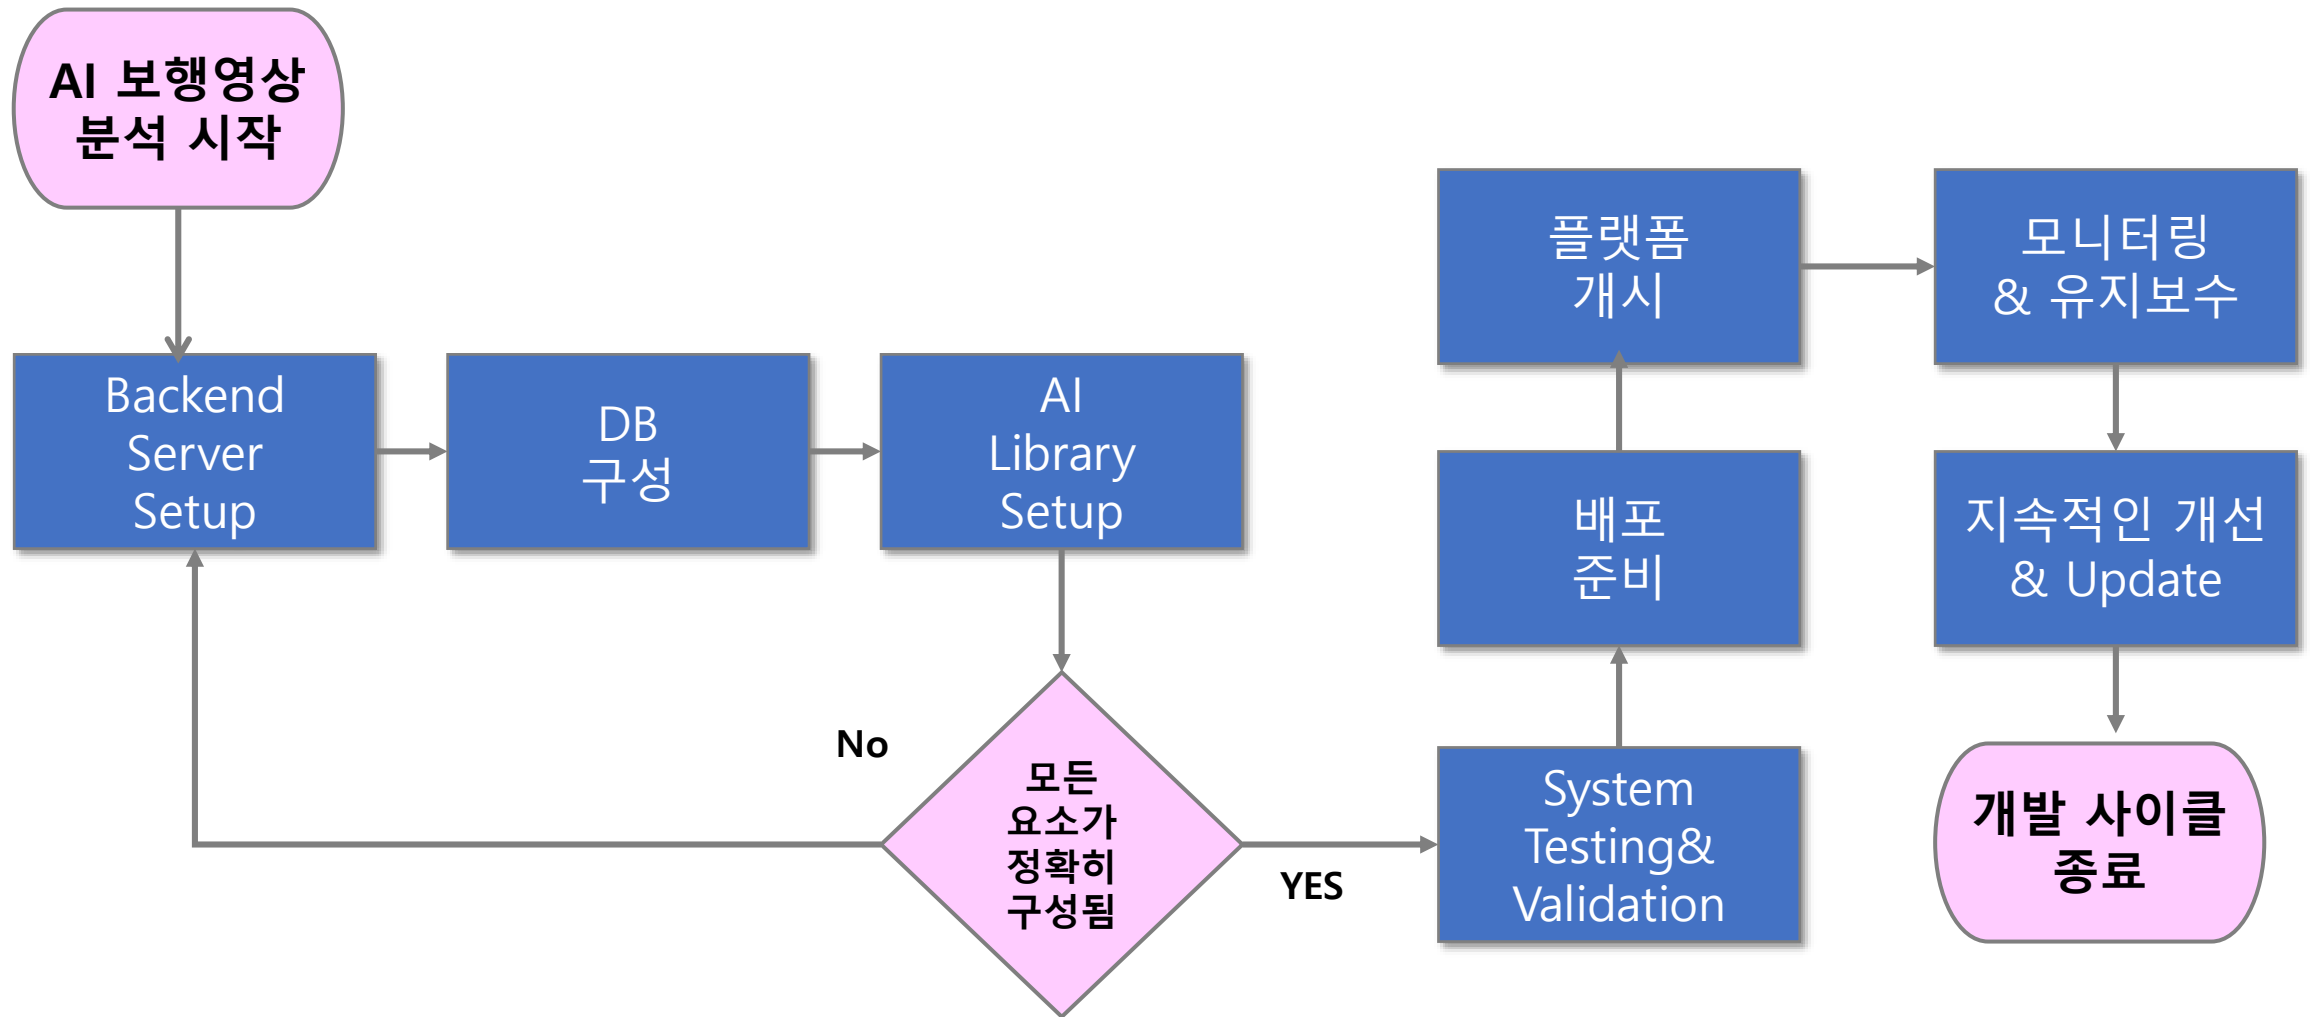 AI 보행영상
분석 시작
Backend
Server
Setup
DB
구성
AI
Library
Setup
No
모든
요소가
정확히
구성됨
YES
System
Testing&
Validation
배포
준비
플랫폼
개시
모니터링
& 유지보수
지속적인 개선
& Update
개발 사이클
종료